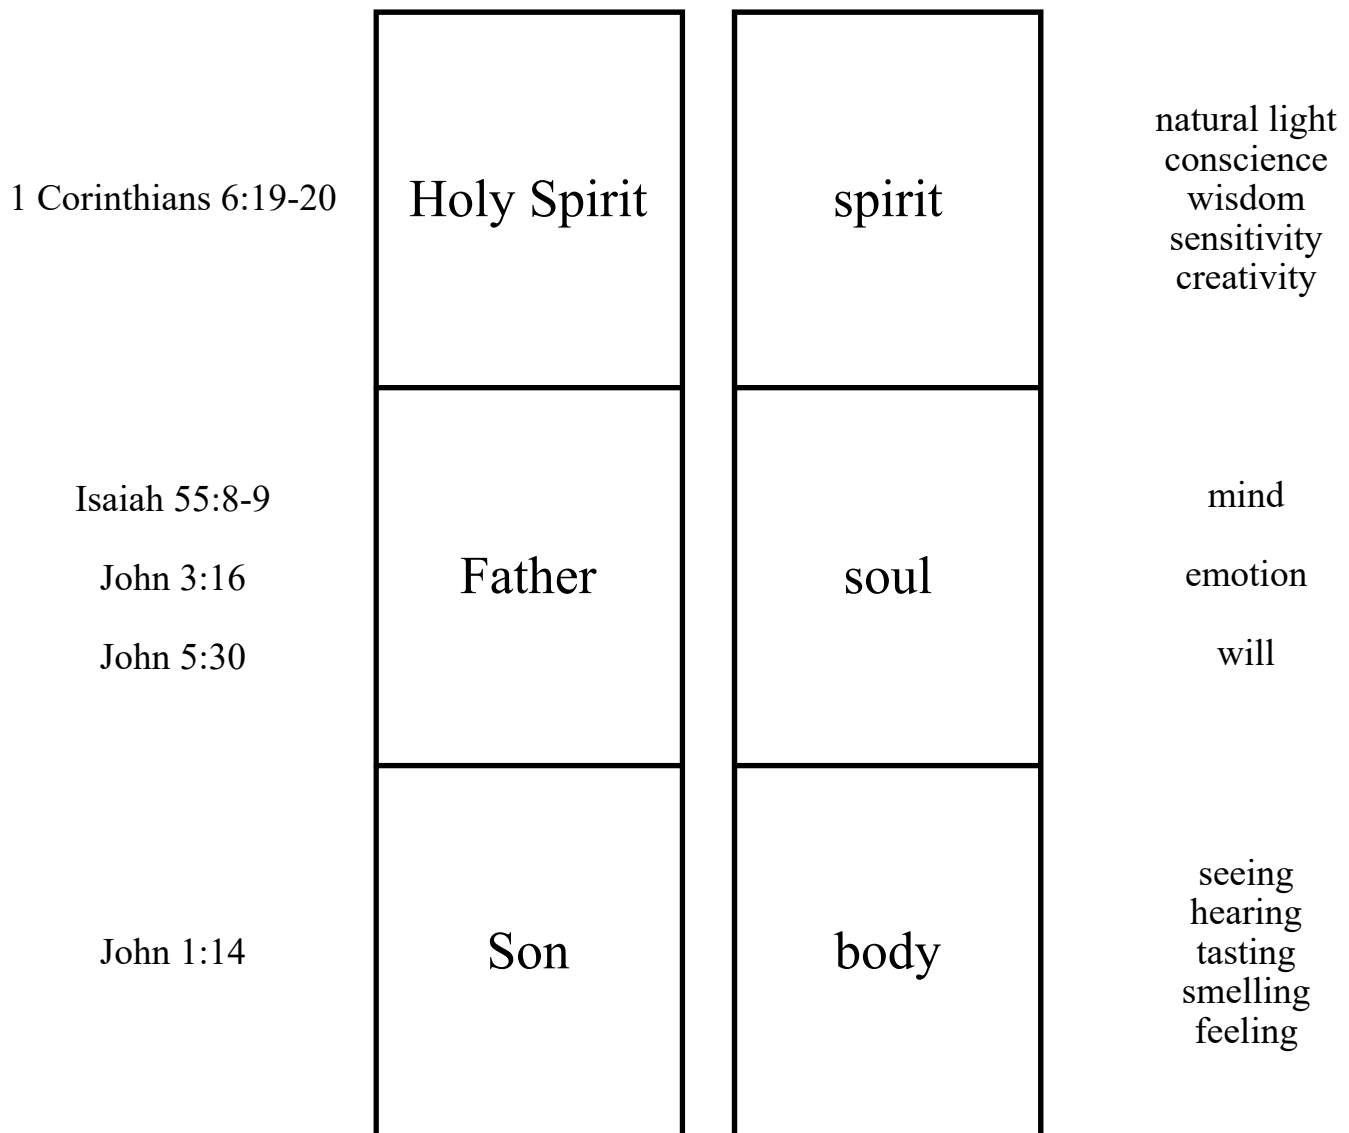 1 Corinthians 6:19-20
Holy Spirit
spirit
natural light
conscience
wisdom
sensitivity
creativity
Isaiah 55:8-9
John 3:16
John 5:30
Father
soul
mind
emotion
will
John 1:14
Son
body
seeing
hearing
tasting
smelling
feeling